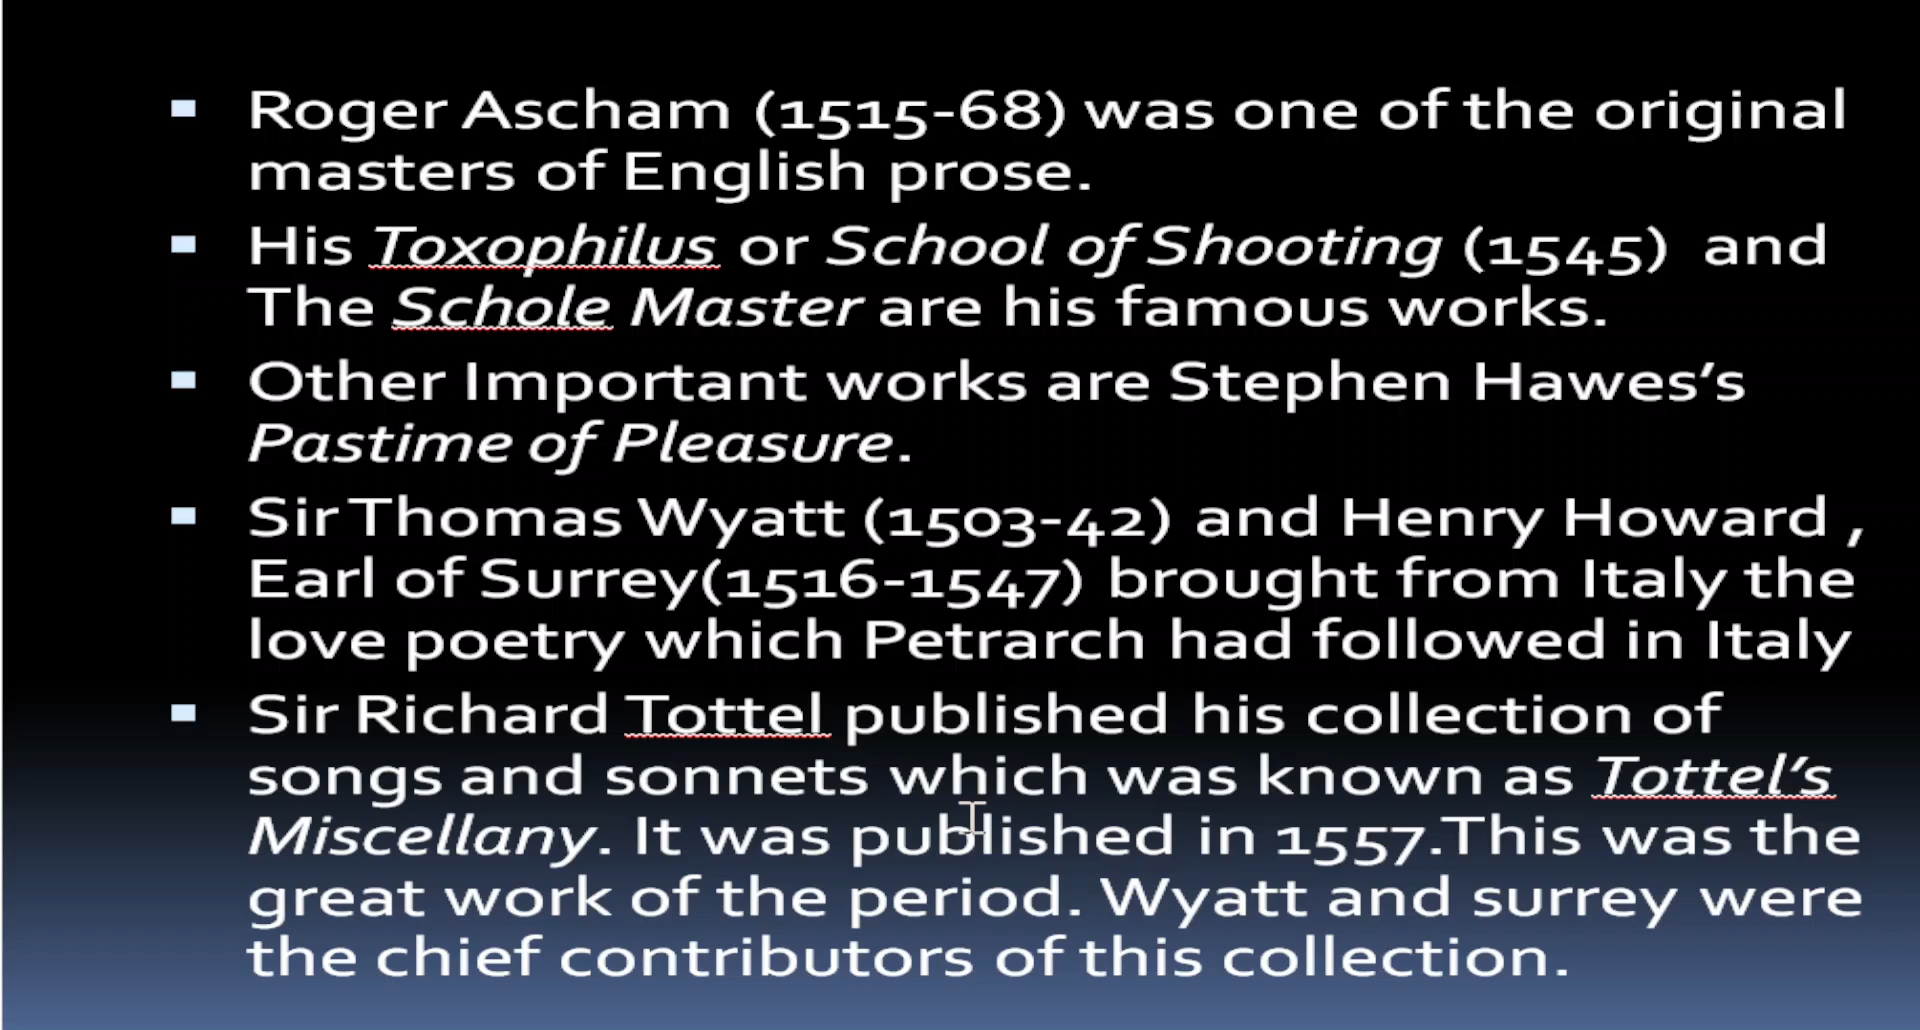 Roger Ascham (1515-68) was one of the original
masters of English prose.
His Toxophilus or School of Shooting (1545) and
The Schole Master are his famous works.
Other Important works are Stephen Hawes’s
Pastime of Pleasure.
Sir Thomas Wyatt (1503-42) and Henry Howard ,
Earl of Surrey(1516-1547) brought from Italy the
love poetry which Petrarch had followed in Italy
Sir Richard Tottel published his collection of
songs and sonnets which was known as Tottel’s
Miscellany. It was published in 1557.This was the
great work of the period. Wyatt and surrey were
the chief contributors of this collection.